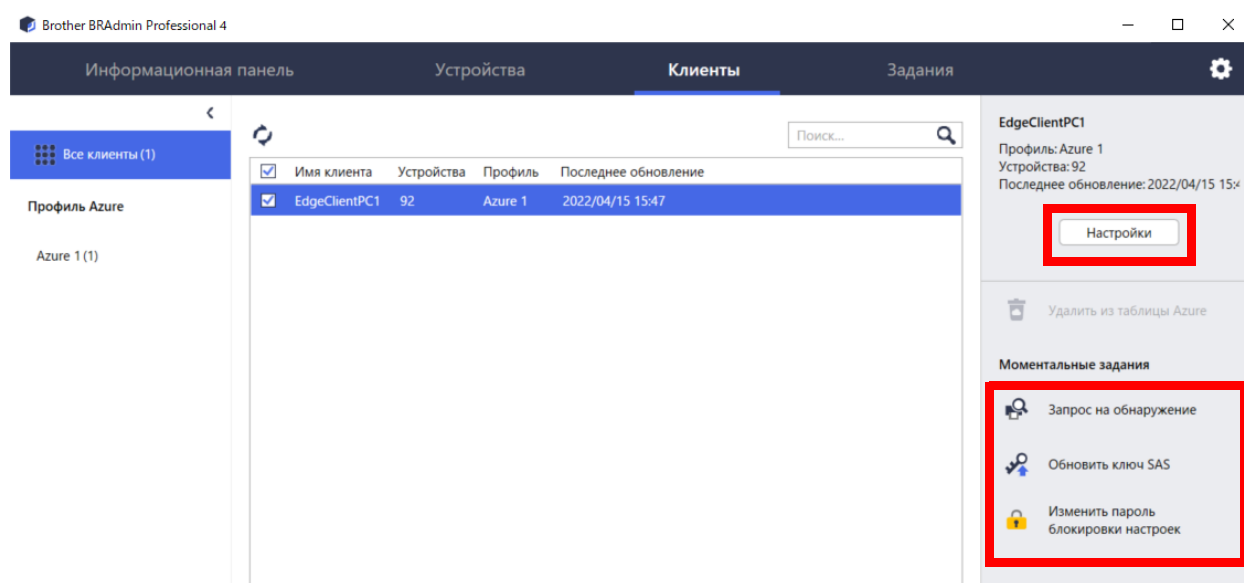 Brother BRAdmin Professional 4
Информационная панель Устройства Клиенты Задания
Все клиенты (1)
Профиль Azure
Azure 1 (1)
Поиск...
Имя клиента Устройства Профиль Последнее обновление
EdgeClientPC1 92 Azure 1 2022/04/15 15:47
EdgeClientPC1
Профиль: Azure 1
Устройства: 92
Последнее обновление: 2022/04/15 15:4
Настройки
Удалить из таблицы Azure
Моментальные задания
Запрос на обнаружение
Обновить ключ SAS
Изменить пароль
блокировки настроек